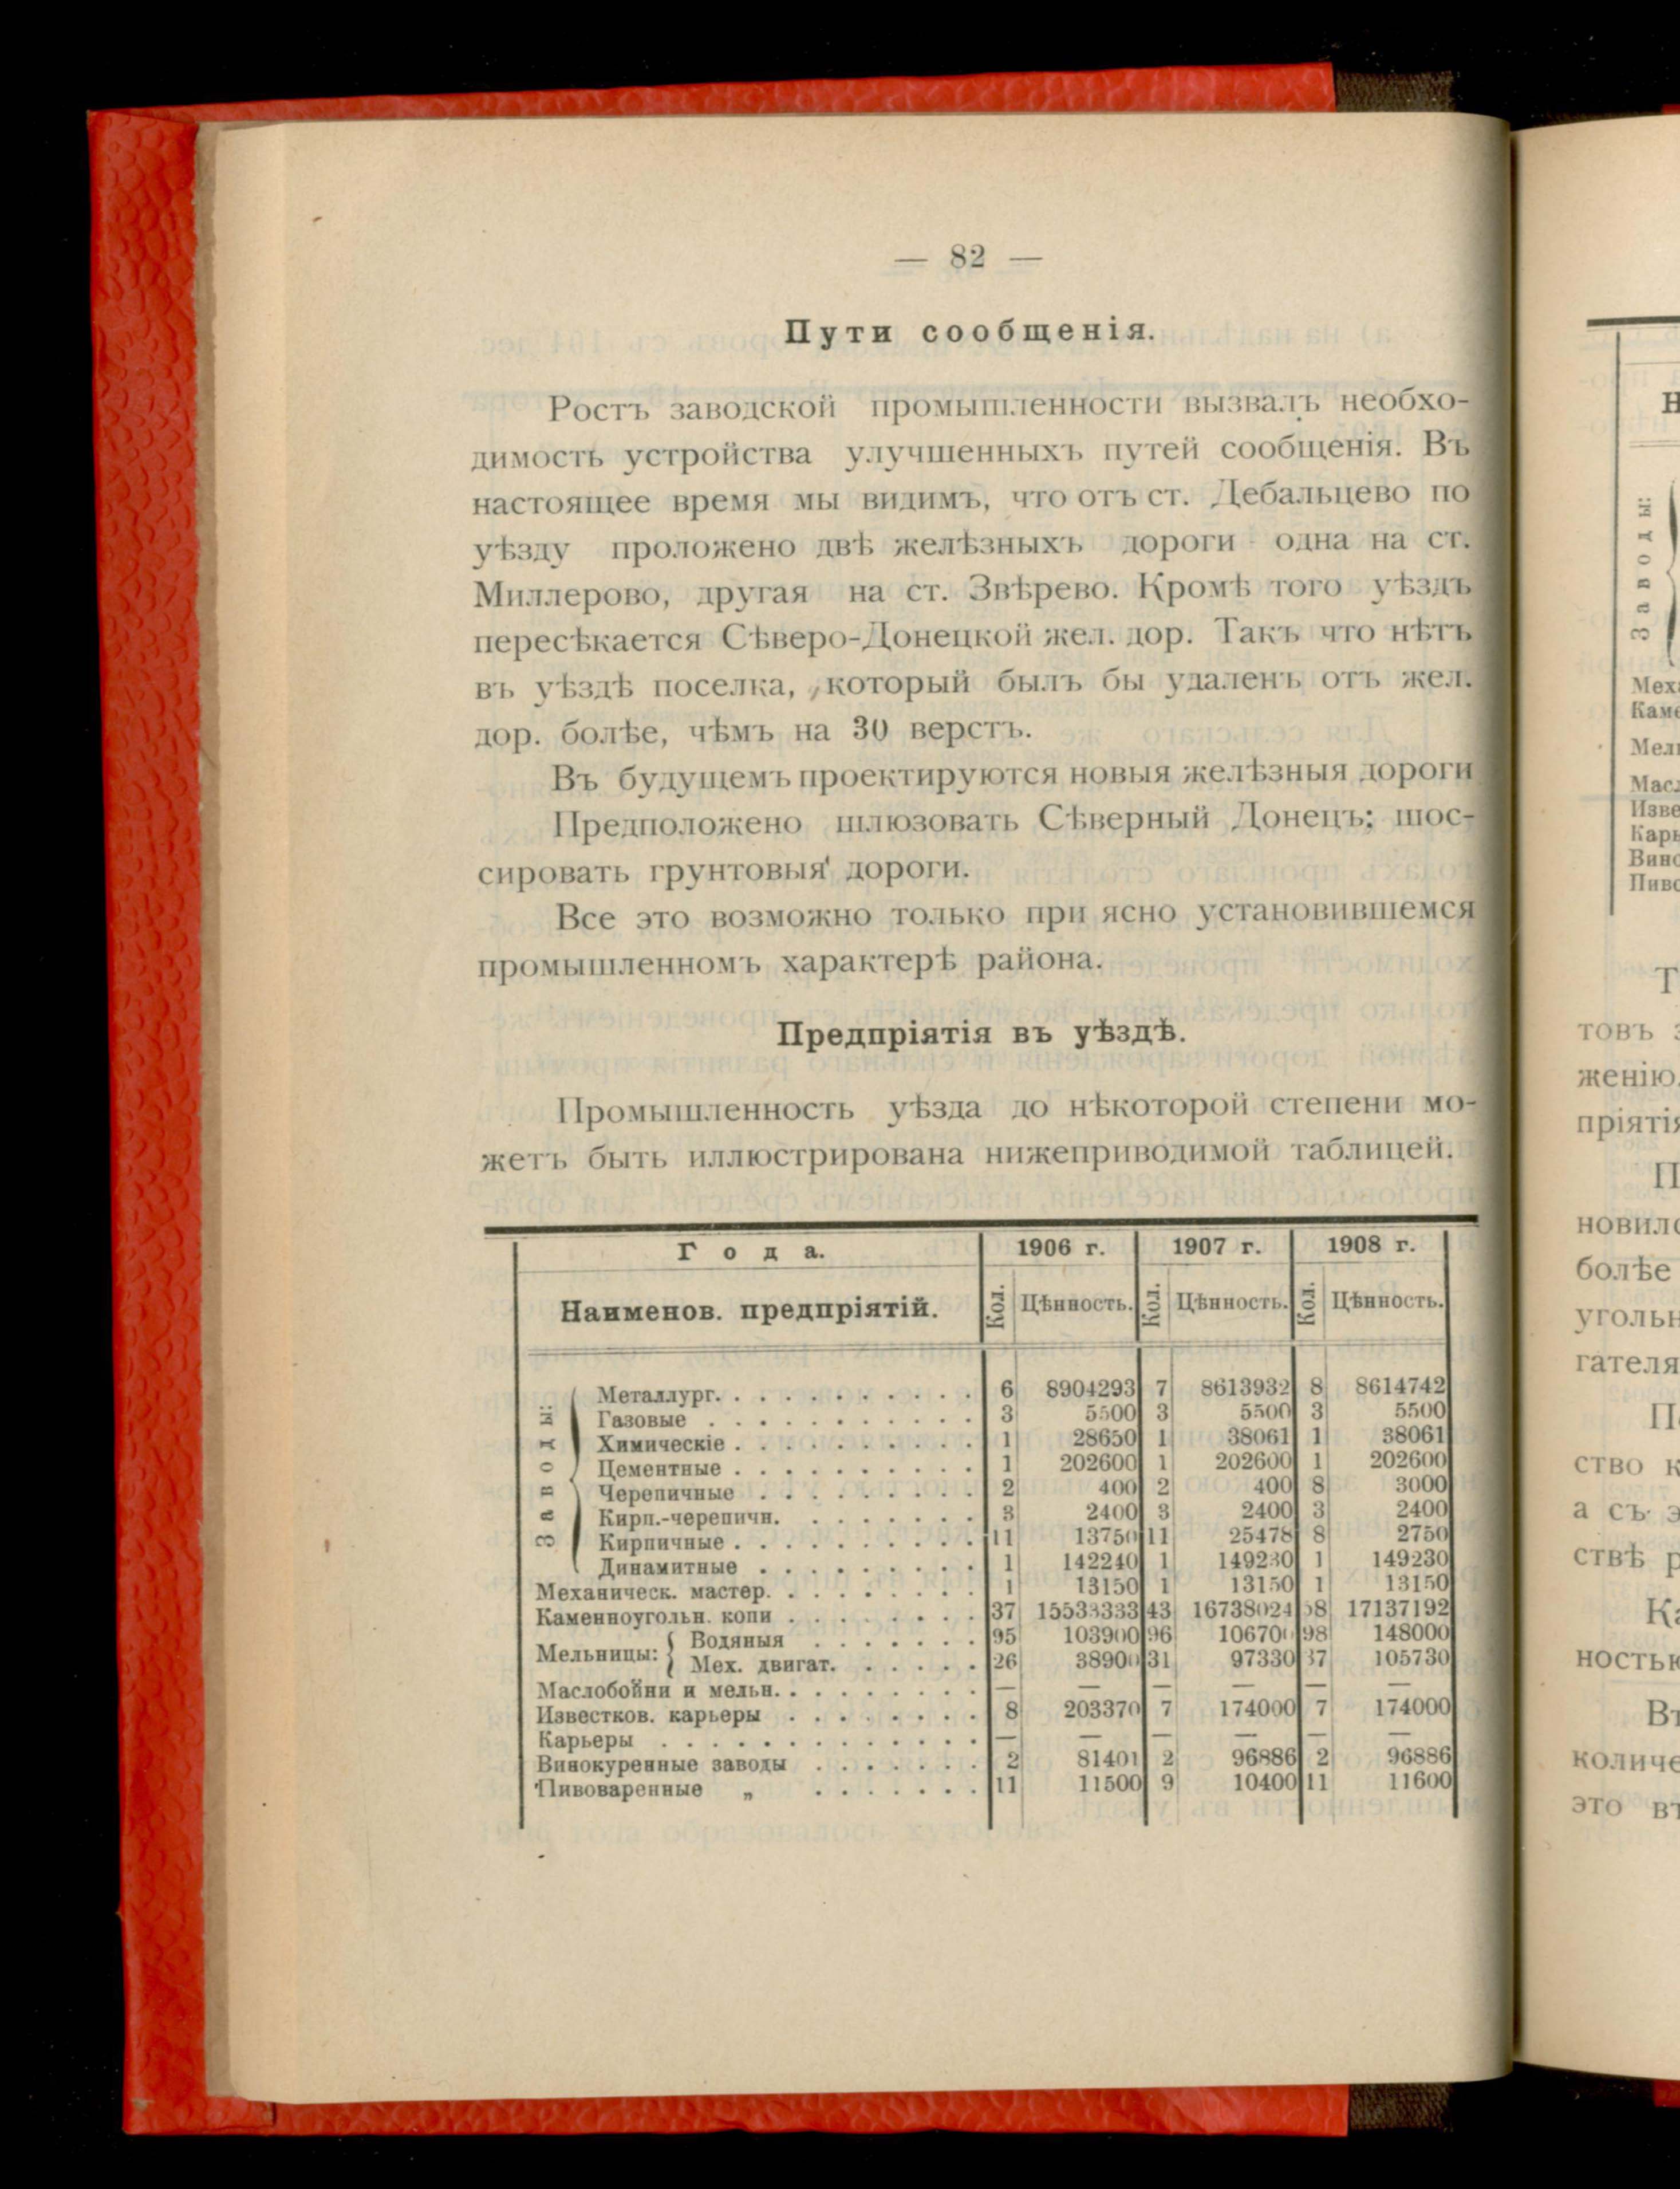 — 82 —
Пути сообщенія.
Ростъ заводской промышленности вызвалъ необхо-
димость устройства улучшенныхъ путей сообщенія. Въ
настоящее время мы видимъ, что отъ ст. Дебальцево по
уѣзду проложено двѣ желѣзныхъ дороги одна на ст.
Миллерово, другая на ст. Звѣрево. Кромѣ того уѣздъ
пересѣкается Сѣверо-Донецкой жел. дор. Такъ что нѣтъ
въ уѣздѣ поселка, который былъ бы удаленъ отъ жел.
дор. болѣе, чѣмъ на 30 верстъ.
Въ будущемъ проектируются новыя желѣзныя дороги
Предположено шлюзовать Сѣверный Донецъ; шос-
сировать грунтовыя дороги.
Все это возможно только при ясно установившемся
промышленномъ характерѣ района.
Предпріятія въ уѣздѣ.
Промышленность уѣзда до нѣкоторой степени мо-
жетъ быть иллюстрирована нижеприводимой таблицей.
Года. 1906 г. 1907 г. 1908 г.
Наименов. предпріятій. Кол. Цѣнность. Кол. Цѣнность. Кол. Цѣнность.
Заводы:
Металлург. 6 8904293 7 8613932 8 8614742
Газовые 3 5500 3 5500 3 5500
Химическіе 1 28650 1 38061 1 38061
Цементные 1 202600 1 202600 1 202600
Черепичные 2 400 2 400 8 3000
Кирп.-черепичн. 3 2400 3 2400 3 2400
Кирпичные 11 13750 11 25478 8 2750
Динамитные 1 142240 1 149230 1 149230
Механическ. мастер. 1 13150 1 13150 1 13150
Каменноугольн. копи 37 15533333 43 16738024 17137192
Мельницы: Водяныя 95 103900 96 106700 98 148000
Мех. двигат. 26 38900 31 97330 37 105730
Маслобойни и мельн. — — — — — —
Известков. карьеры 8 203370 7 174000 7 174000
Карьеры — — — — — —
Винокуренные заводы 2 81401 2 96886 2 96886
Пивоваренные „ 11 11500 9 10400 11 11600